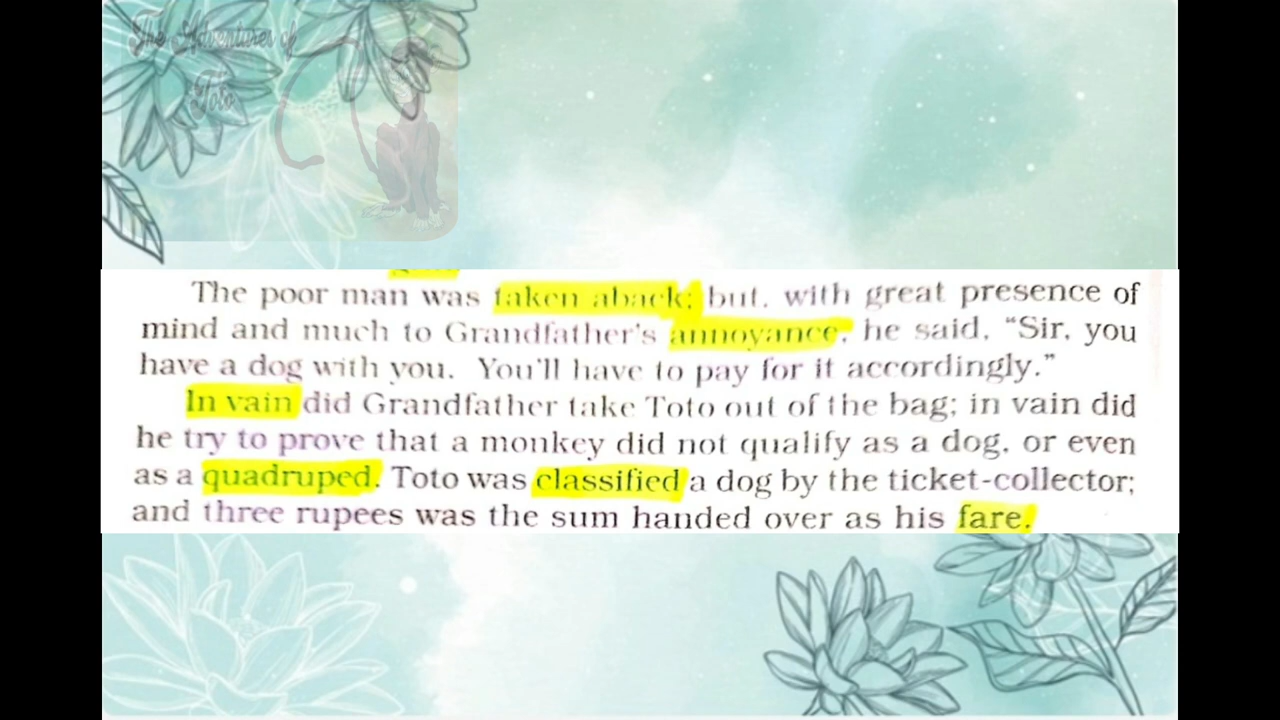 The Adventures of
Toto
The poor man was taken aback; but, with great presence of
mind and much to Grandfather's annoyance, he said, “Sir, you
have a dog with you. You'll have to pay for it accordingly.”
In vain did Grandfather take Toto out of the bag; in vain did
he try to prove that a monkey did not qualify as a dog, or even
as a quadruped. Toto was classified a dog by the ticket-collector;
and three rupees was the sum handed over as his fare.